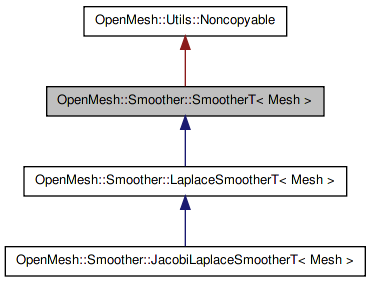 OpenMesh::Utils::Noncopyable
OpenMesh::Smoother::SmootherT< Mesh >
OpenMesh::Smoother::LaplaceSmootherT< Mesh >
OpenMesh::Smoother::JacobiLaplaceSmootherT< Mesh >